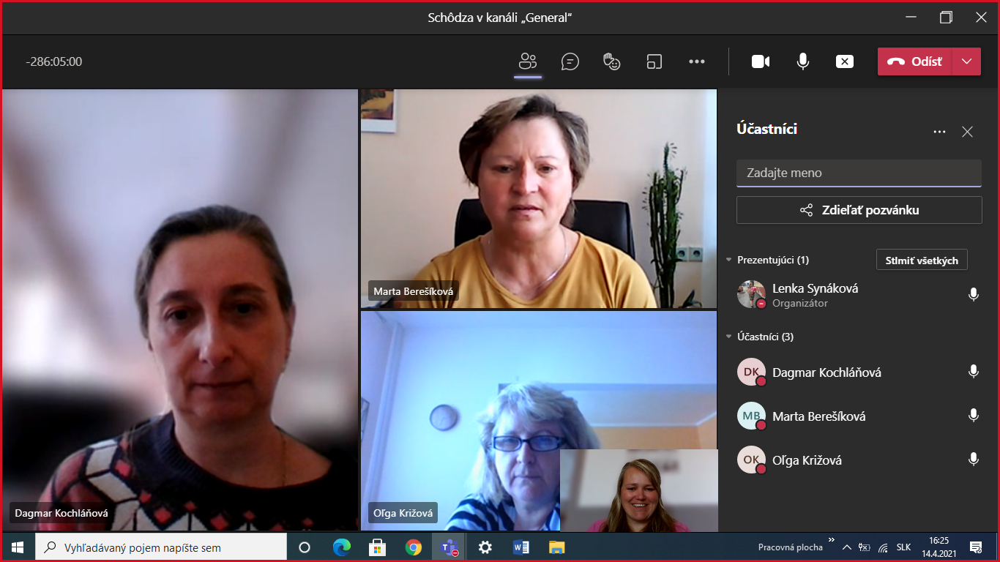 Schôdza v kanáli „General“
-286:05:00
Odísť
Účastníci
Zadajte meno
Zdieľať pozvánku
Prezentujúci (1)
Stlmiť všetkých
Lenka Synáková
Organizátor
Účastníci (3)
DK
Dagmar Kochláňová
MB
Marta Berešíková
OK
Oľga Križová
Marta Berešíková
Dagmar Kochláňová
Oľga Križová
Vyhľadávaný pojem napíšte sem
Pracovná plocha
SLK
16:25
14.4.2021